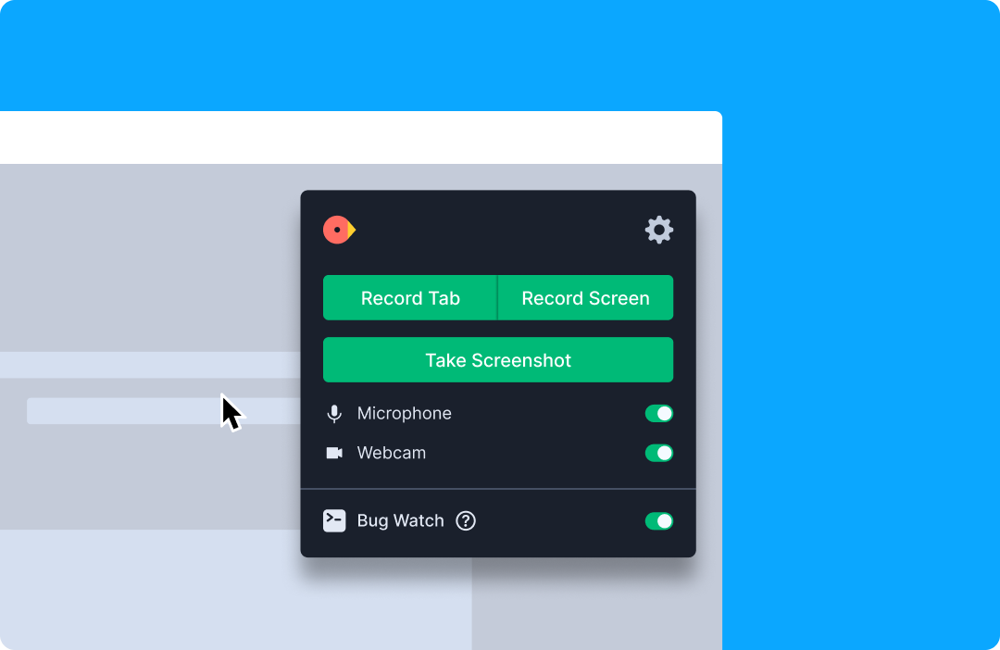 Record Tab
Record Screen
Take Screenshot
Microphone
Webcam
Bug Watch ?